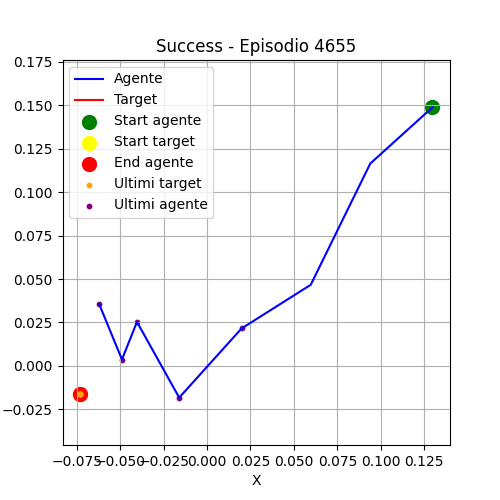 Success - Episodio 4655
0.175
0.150
0.125
0.100
0.075
0.050
0.025
0.000
−0.025
Agente
Target
Start agente
Start target
End agente
Ultimi target
Ultimi agente
−0.075 −0.050 −0.025 0.000 0.025 0.050 0.075 0.100 0.125
X